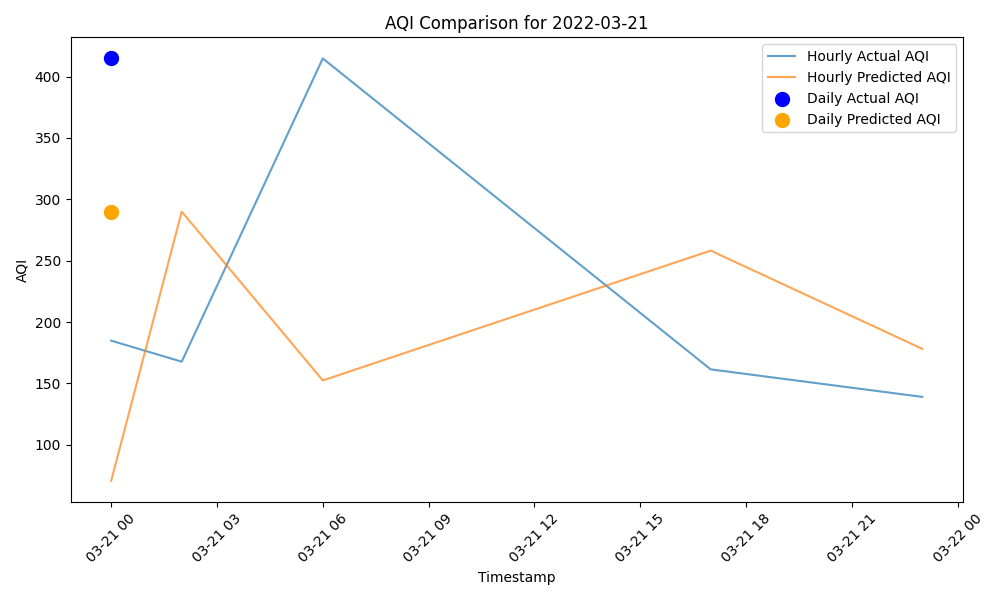 AQI Comparison for 2022-03-21
Hourly Actual AQI
Hourly Predicted AQI
Daily Actual AQI
Daily Predicted AQI
AQI
400
350
300
250
200
150
100
03-21 00
03-21 03
03-21 06
03-21 09
03-21 12
03-21 15
03-21 18
03-21 21
03-22 00
Timestamp